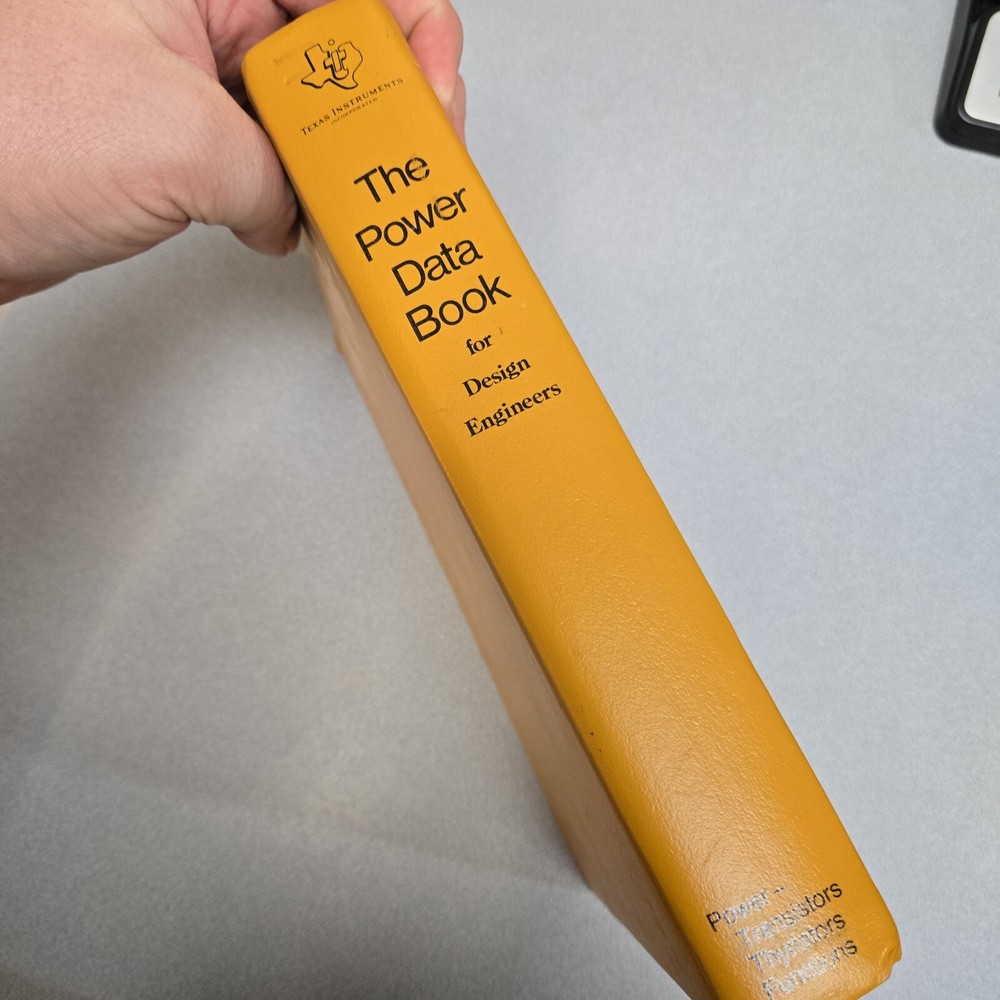 TEXAS INSTRUMENTS
INCORPORATED
The
Power
Data
Book
for
Design
Engineers
Power...
Transistors
Thyristors
Functions